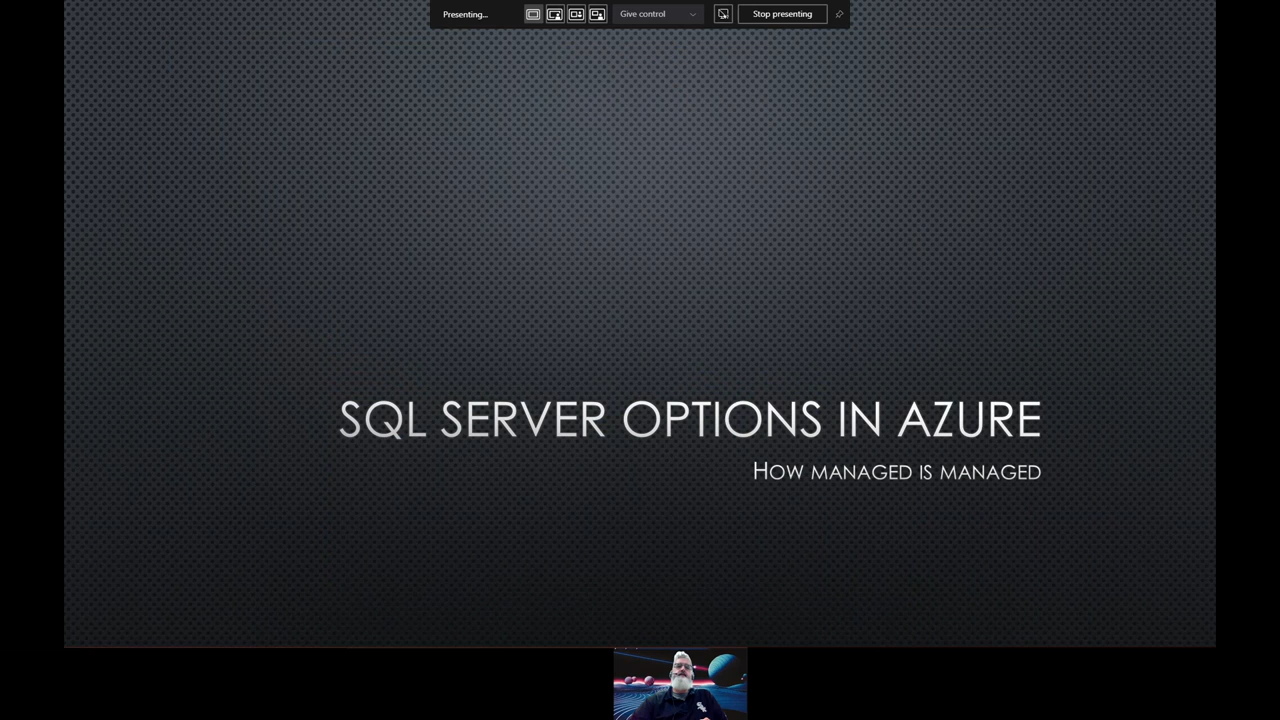 Presenting...
Give control
Stop presenting
SQL SERVER OPTIONS IN AZURE
HOW MANAGED IS MANAGED